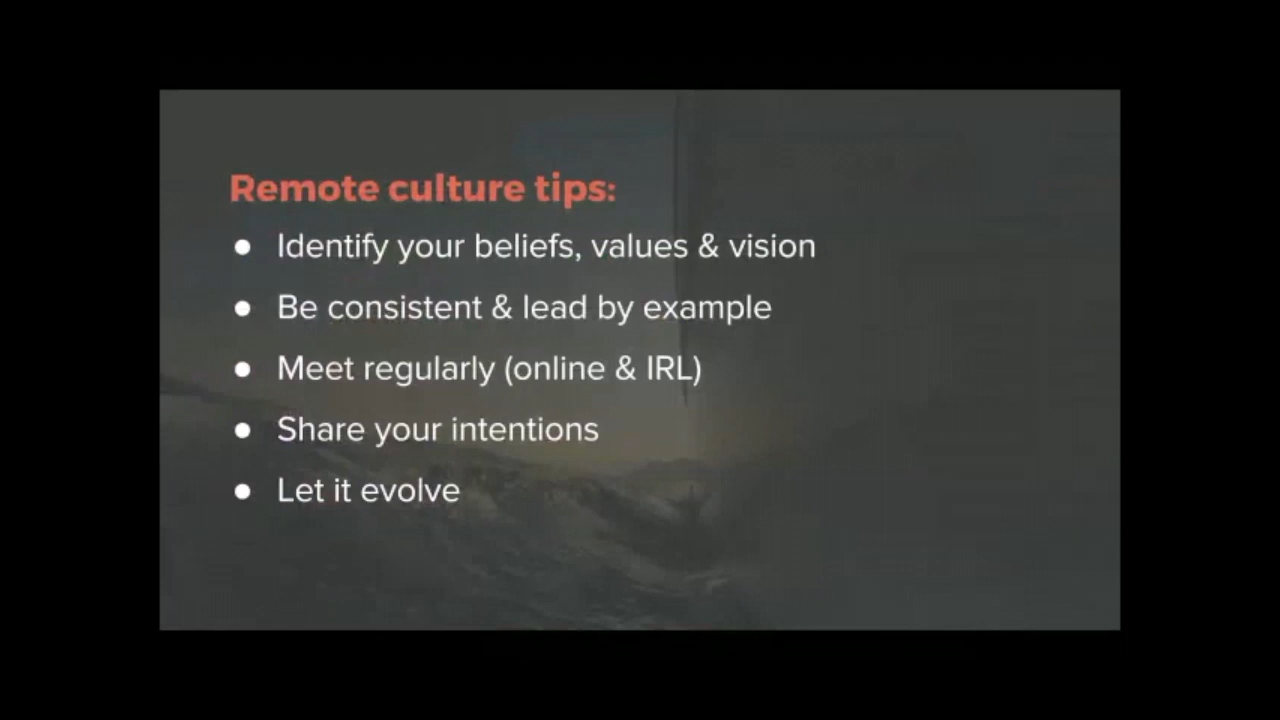 Remote culture tips:
● Identify your beliefs, values & vision
● Be consistent & lead by example
● Meet regularly (online & IRL)
● Share your intentions
● Let it evolve